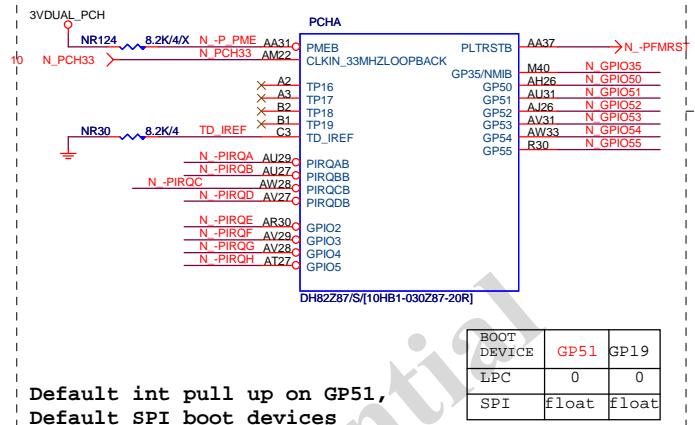 3VDUAL_PCH
PCHA
NR124 8.2K/4/X N_-P_PME AA31 PMEB PLTRSTB AA37 N_-PFMRST
10 N_PCH33 N_PCH33 AM22 CLKIN_33MHZLOOPBACK
GP35/NMIB M40 N_GPIO35
A2 TP16 GP50 AH26 N_GPIO50
A3 TP17 GP51 AU31 N_GPIO51
B2 TP18 GP52 AJ26 N_GPIO52
B1 TP19 GP53 AV31 N_GPIO53
NR30 8.2K/4 TD_IREF C3 TD_IREF GP54 AW33 N_GPIO54
GP55 R30 N_GPIO55
N_-PIRQA AU29 PIRQAB
N_-PIRQB AU27 PIRQBB
N_-PIRQC AW28 PIRQCB
N_-PIRQD AV27 PIRQDB
N_-PIRQE AR30 GPIO2
N_-PIRQF AV29 GPIO3
N_-PIRQG AV28 GPIO4
N_-PIRQH AT27 GPIO5
DH82Z87/S/[10HB1-030Z87-20R]
BOOT
DEVICE GP51 GP19
LPC 0 0
SPI float float
Default int pull up on GP51,
Default SPI boot devices